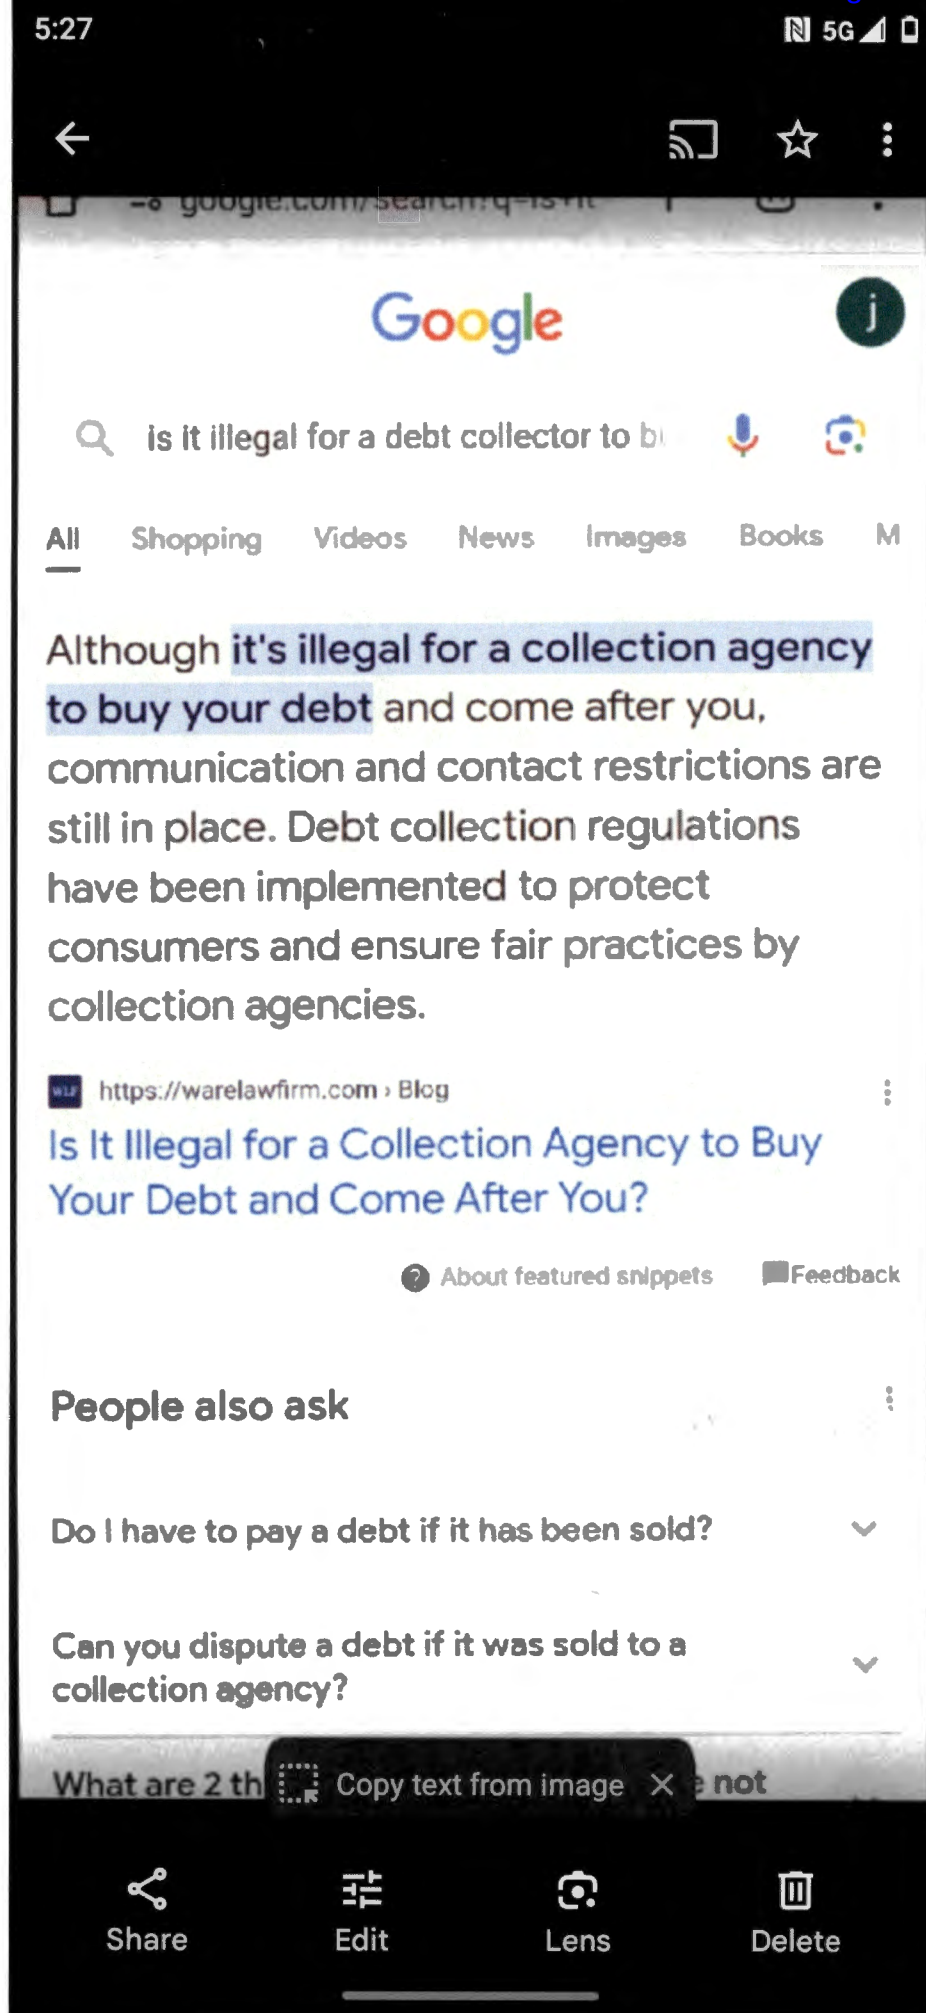 5:27
5G
google.com/search?q=is+it
Google
j
is it illegal for a debt collector to
All Shopping Videos News Images Books M
Although it's illegal for a collection agency
to buy your debt and come after you,
communication and contact restrictions are
still in place. Debt collection regulations
have been implemented to protect
consumers and ensure fair practices by
collection agencies.
WLF https://warelawfirm.com › Blog
Is It Illegal for a Collection Agency to Buy
Your Debt and Come After You?
? About featured snippets Feedback
People also ask
Do I have to pay a debt if it has been sold?
Can you dispute a debt if it was sold to a
collection agency?
What are 2 th
Copy text from image
not
Share Edit Lens Delete